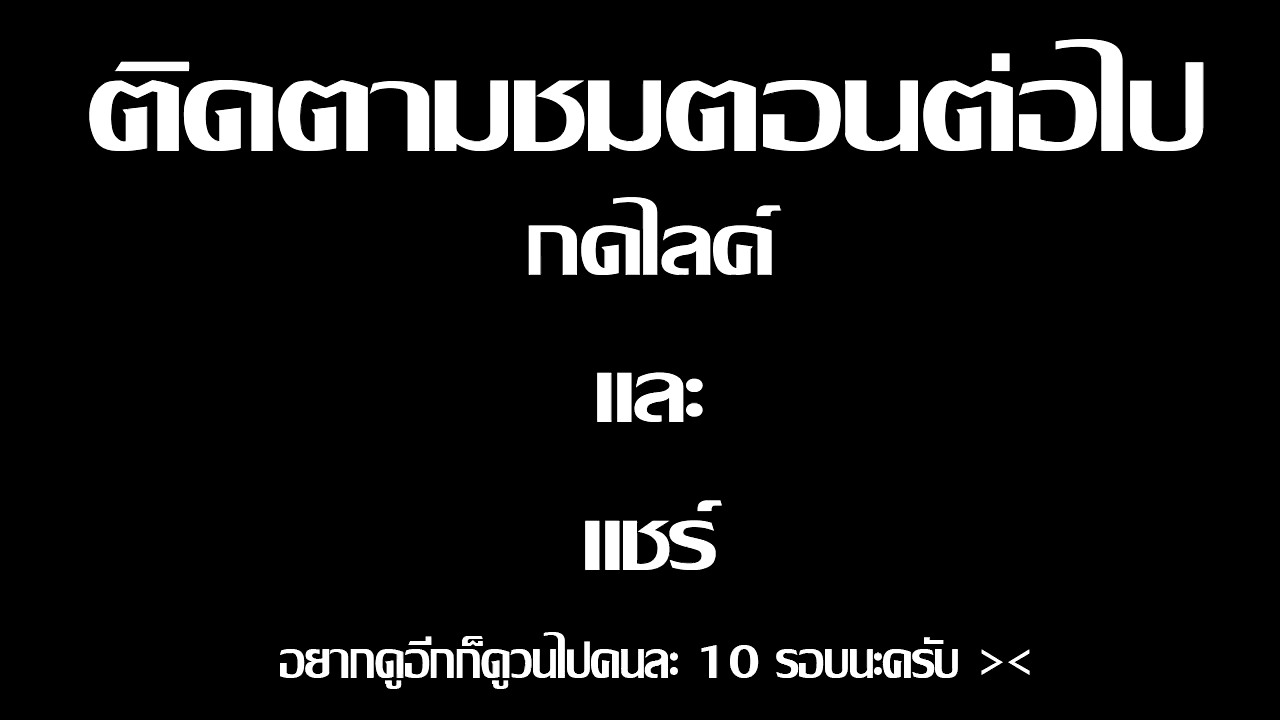 ติดตามชมตอนต่อไป
กดไลค์
และ
แชร์
อยากดูอีกก็ดูวนไปคนละ 10 รอบนะครับ ><